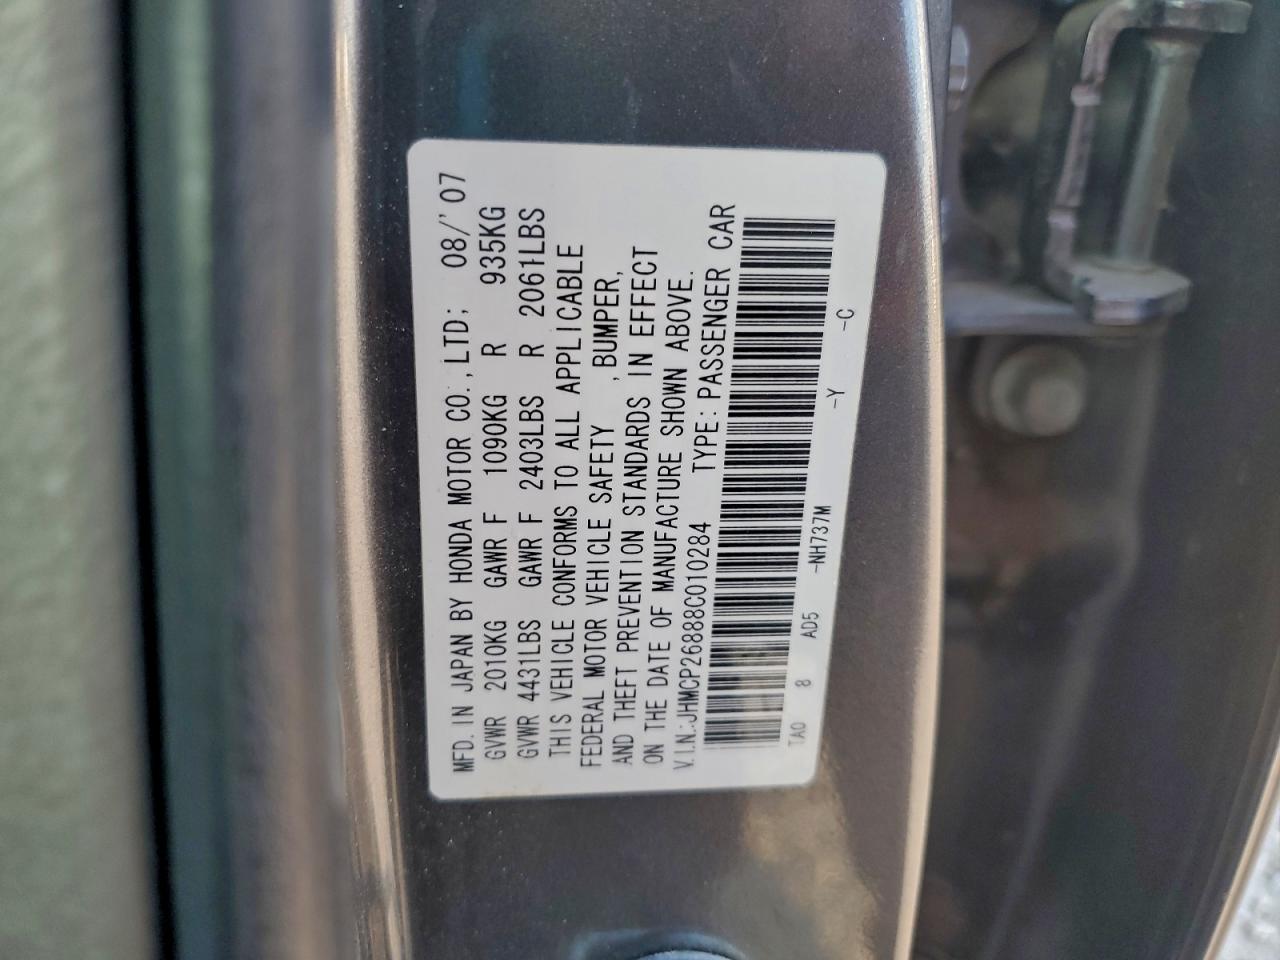 MFD. IN JAPAN BY HONDA MOTOR CO., LTD; 08/'07
GVWR 2010KG GAWR F 1090KG R 935KG
GVWR 4431LBS GAWR F 2403LBS R 2061LBS
THIS VEHICLE CONFORMS TO ALL APPLICABLE
FEDERAL MOTOR VEHICLE SAFETY , BUMPER,
AND THEFT PREVENTION STANDARDS IN EFFECT
ON THE DATE OF MANUFACTURE SHOWN ABOVE.
V.I.N.:JHMCP26888C010284 TYPE: PASSENGER CAR
TA0 8 AD5 -NH737M -Y -C